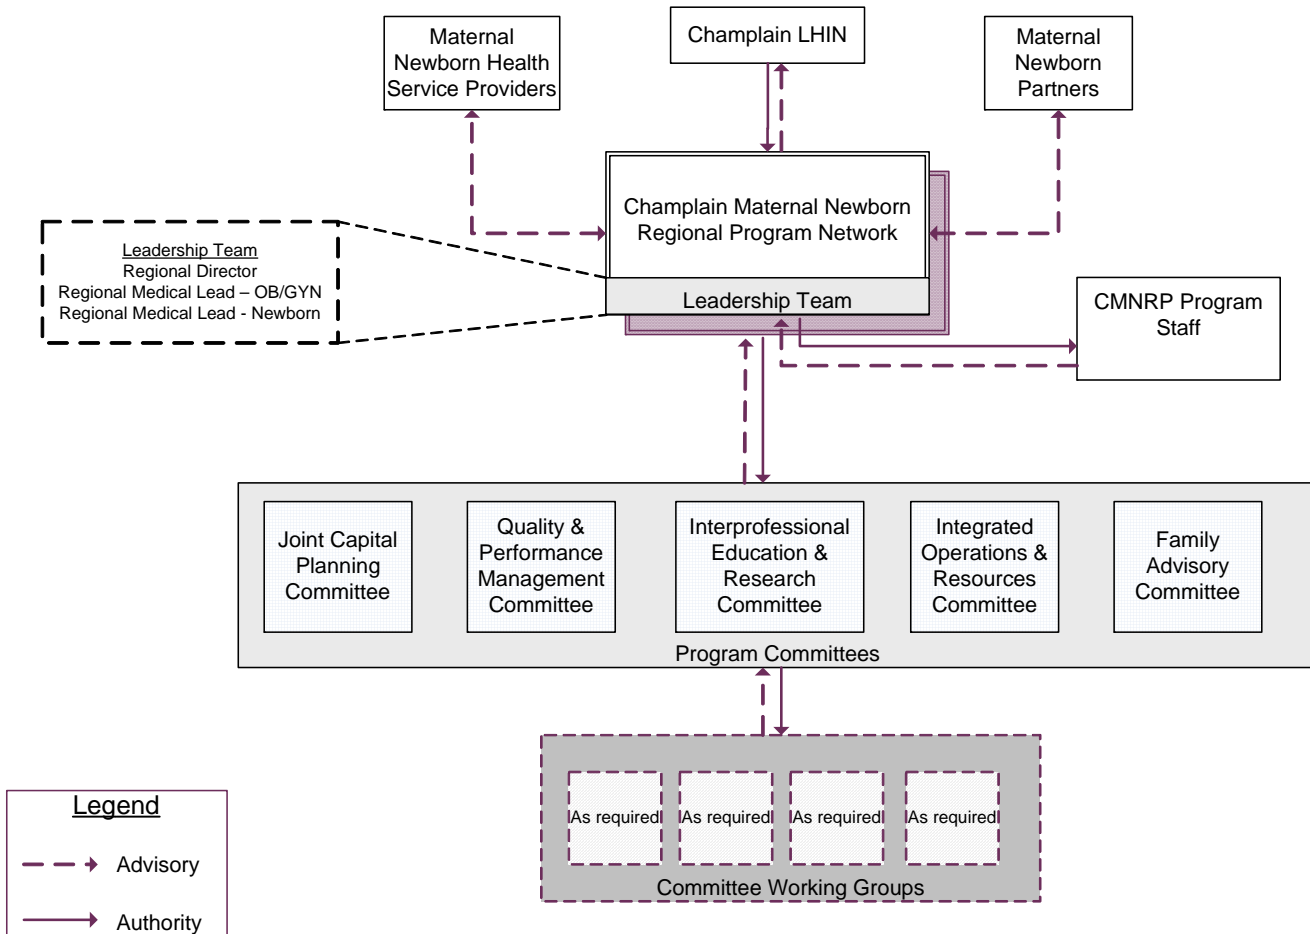 Maternal
Newborn Health
Service Providers
Champlain LHIN
Maternal
Newborn
Partners
Champlain Maternal Newborn
Regional Program Network
Leadership Team
Leadership Team
Regional Director
Regional Medical Lead – OB/GYN
Regional Medical Lead - Newborn
CMNRP Program
Staff
Joint Capital
Planning
Committee
Quality &
Performance
Management
Committee
Interprofessional
Education &
Research
Committee
Integrated
Operations &
Resources
Committee
Family
Advisory
Committee
Program Committees
As required
As required
As required
As required
Committee Working Groups
Legend
Advisory
Authority